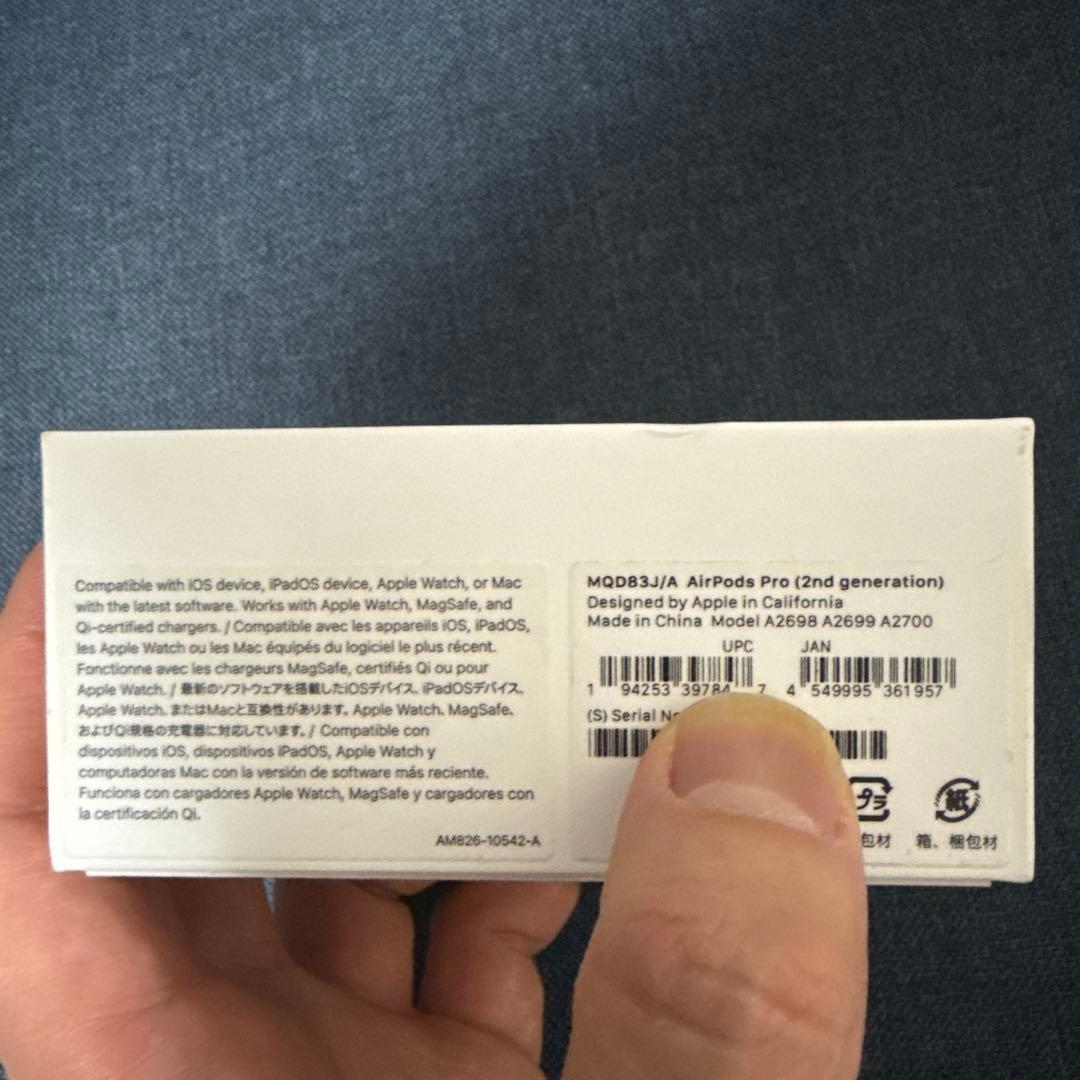 Compatible with iOS device, iPadOS device, Apple Watch, or Mac
with the latest software. Works with Apple Watch, MagSafe, and
Qi-certified chargers. / Compatible avec les appareils iOS, iPadOS,
les Apple Watch ou les Mac équipés du logiciel le plus récent.
Fonctionne avec les chargeurs MagSafe, certifiés Qi ou pour
Apple Watch. / 最新のソフトウェアを搭載したiOSデバイス、iPadOSデバイス、
Apple Watch、またはMacと互換性があります。Apple Watch、MagSafe、
およびQi規格の充電器に対応しています。/ Compatible con
dispositivos iOS, dispositivos iPadOS, Apple Watch y
computadoras Mac con la versión de software más reciente.
Funciona con cargadores Apple Watch, MagSafe y cargadores con
la certificación Qi.
AM826-10542-A
MQD83J/A AirPods Pro (2nd generation)
Designed by Apple in California
Made in China Model A2698 A2699 A2700
UPC JAN
1 94253 39784 7 4 549995 361957
(S) Serial
プラ 紙
包材 箱、梱包材